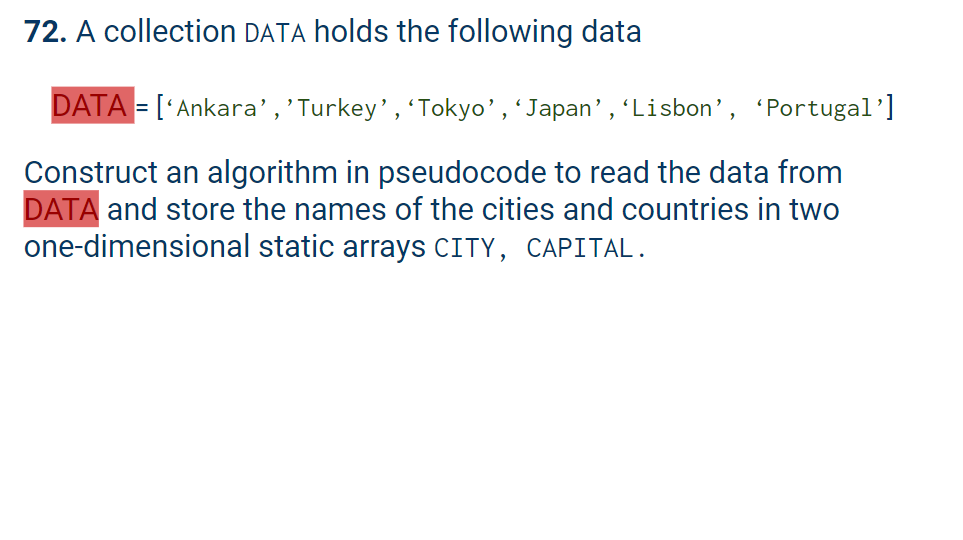 72. A collection DATA holds the following data
DATA = [‘Ankara’,’Turkey’,‘Tokyo’,‘Japan’,‘Lisbon’, ‘Portugal’]
Construct an algorithm in pseudocode to read the data from
DATA and store the names of the cities and countries in two
one-dimensional static arrays CITY, CAPITAL.